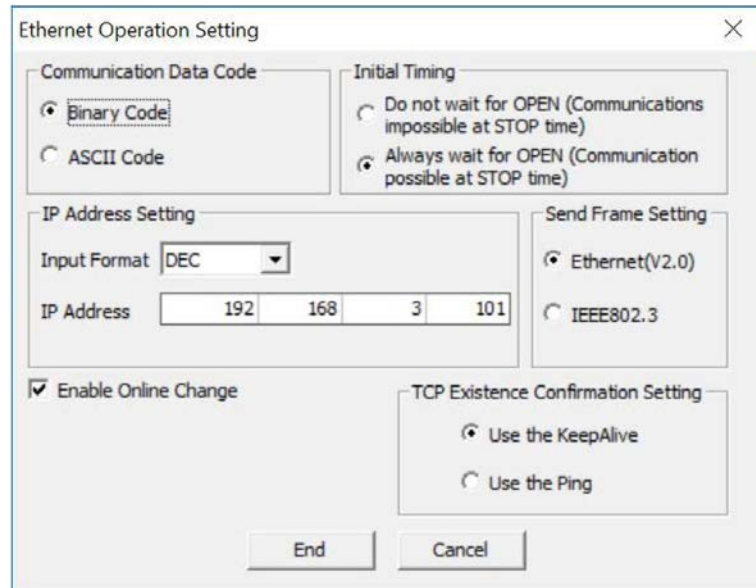 Ethernet Operation Setting
Communication Data Code
Binary Code
ASCII Code
Initial Timing
Do not wait for OPEN (Communications
impossible at STOP time)
Always wait for OPEN (Communication
possible at STOP time)
IP Address Setting
Input Format DEC
IP Address 192 168 3 101
Send Frame Setting
Ethernet(V2.0)
IEEE802.3
Enable Online Change
TCP Existence Confirmation Setting
Use the KeepAlive
Use the Ping
End Cancel